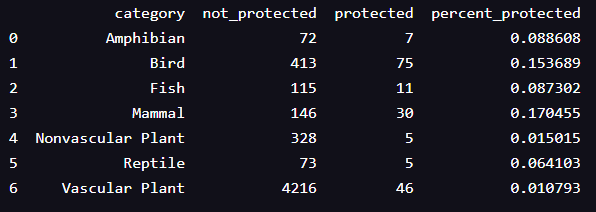 category not_protected protected percent_protected
0 Amphibian 72 7 0.088608
1 Bird 413 75 0.153689
2 Fish 115 11 0.087302
3 Mammal 146 30 0.170455
4 Nonvascular Plant 328 5 0.015015
5 Reptile 73 5 0.064103
6 Vascular Plant 4216 46 0.010793